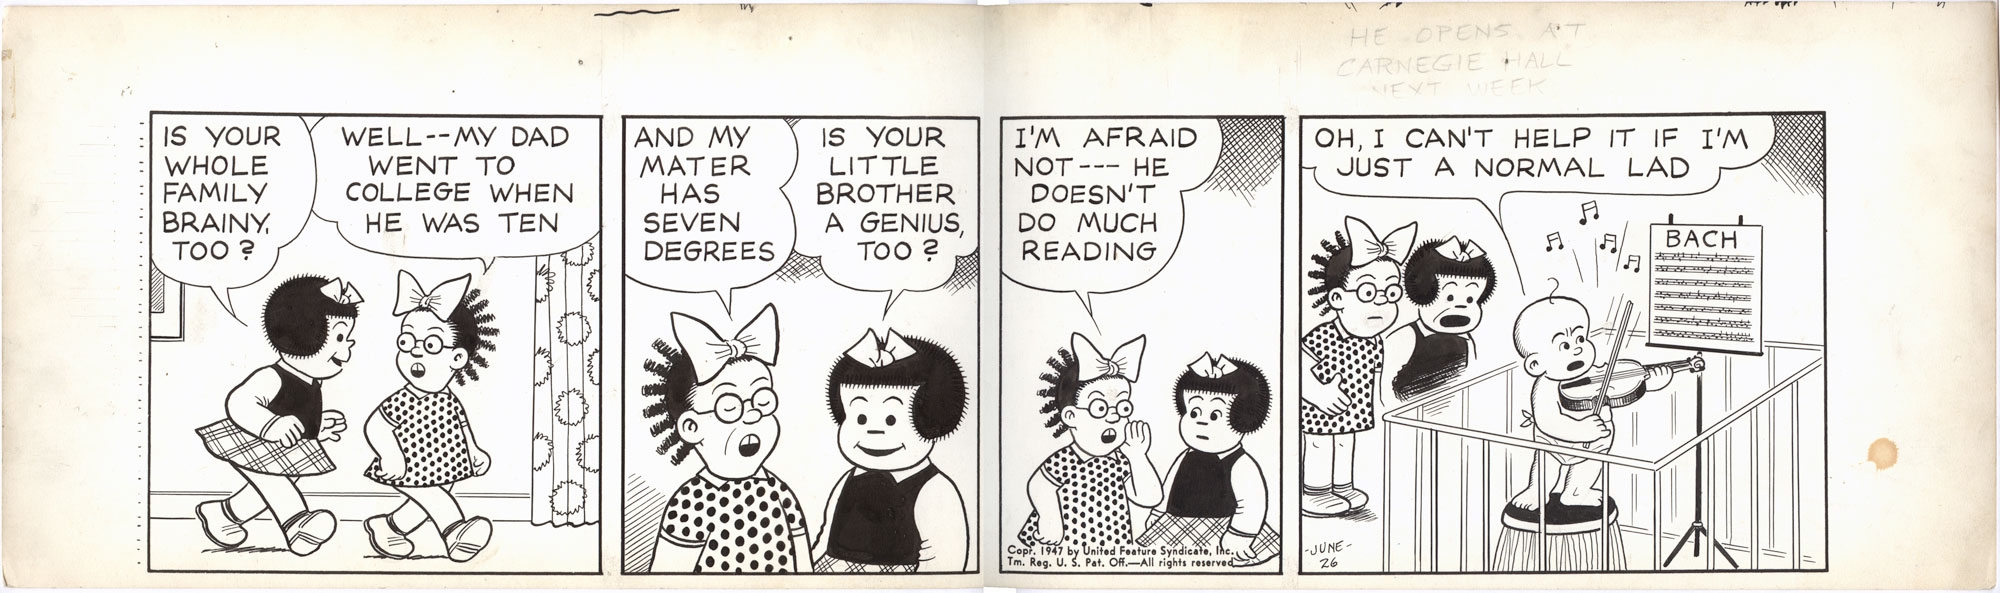 HE OPENS AT
CARNEGIE HALL
NEXT WEEK
IS YOUR
WHOLE
FAMILY
BRAINY,
TOO?
WELL--MY DAD
WENT TO
COLLEGE WHEN
HE WAS TEN
AND MY
MATER
HAS
SEVEN
DEGREES
IS YOUR
LITTLE
BROTHER
A GENIUS,
TOO?
I'M AFRAID
NOT--- HE
DOESN'T
DO MUCH
READING
Copr. 1947 by United Feature Syndicate, Inc.
Tm. Reg. U. S. Pat. Off.—All rights reserved
OH, I CAN'T HELP IT IF I'M
JUST A NORMAL LAD
BACH
-JUNE-
26